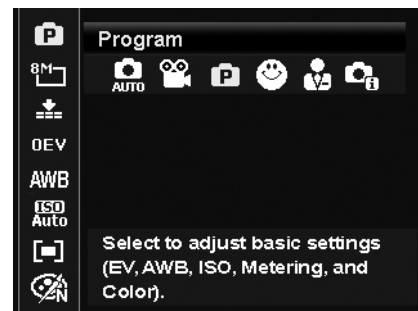 P Program
8M
AUTO P i
0EV
AWB
ISO
Auto
N
Select to adjust basic settings
(EV, AWB, ISO, Metering, and
Color).